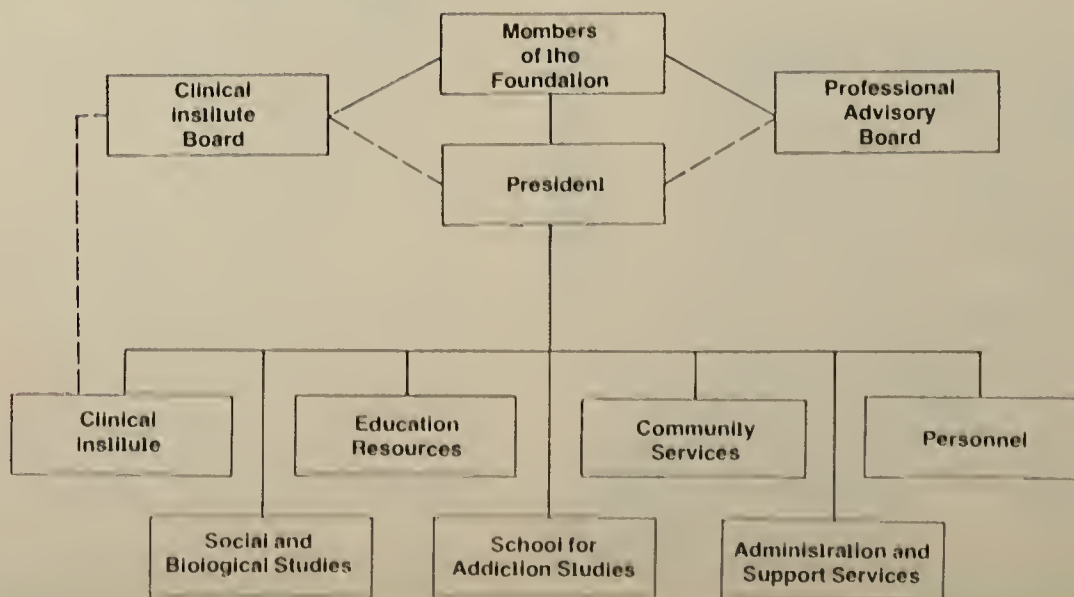 Members
of the
Foundation
Clinical
Institute
Board
Professional
Advisory
Board
President
Clinical
Institute
Education
Resources
Community
Services
Personnel
Social and
Biological Studies
School for
Addiction Studies
Administration and
Support Services